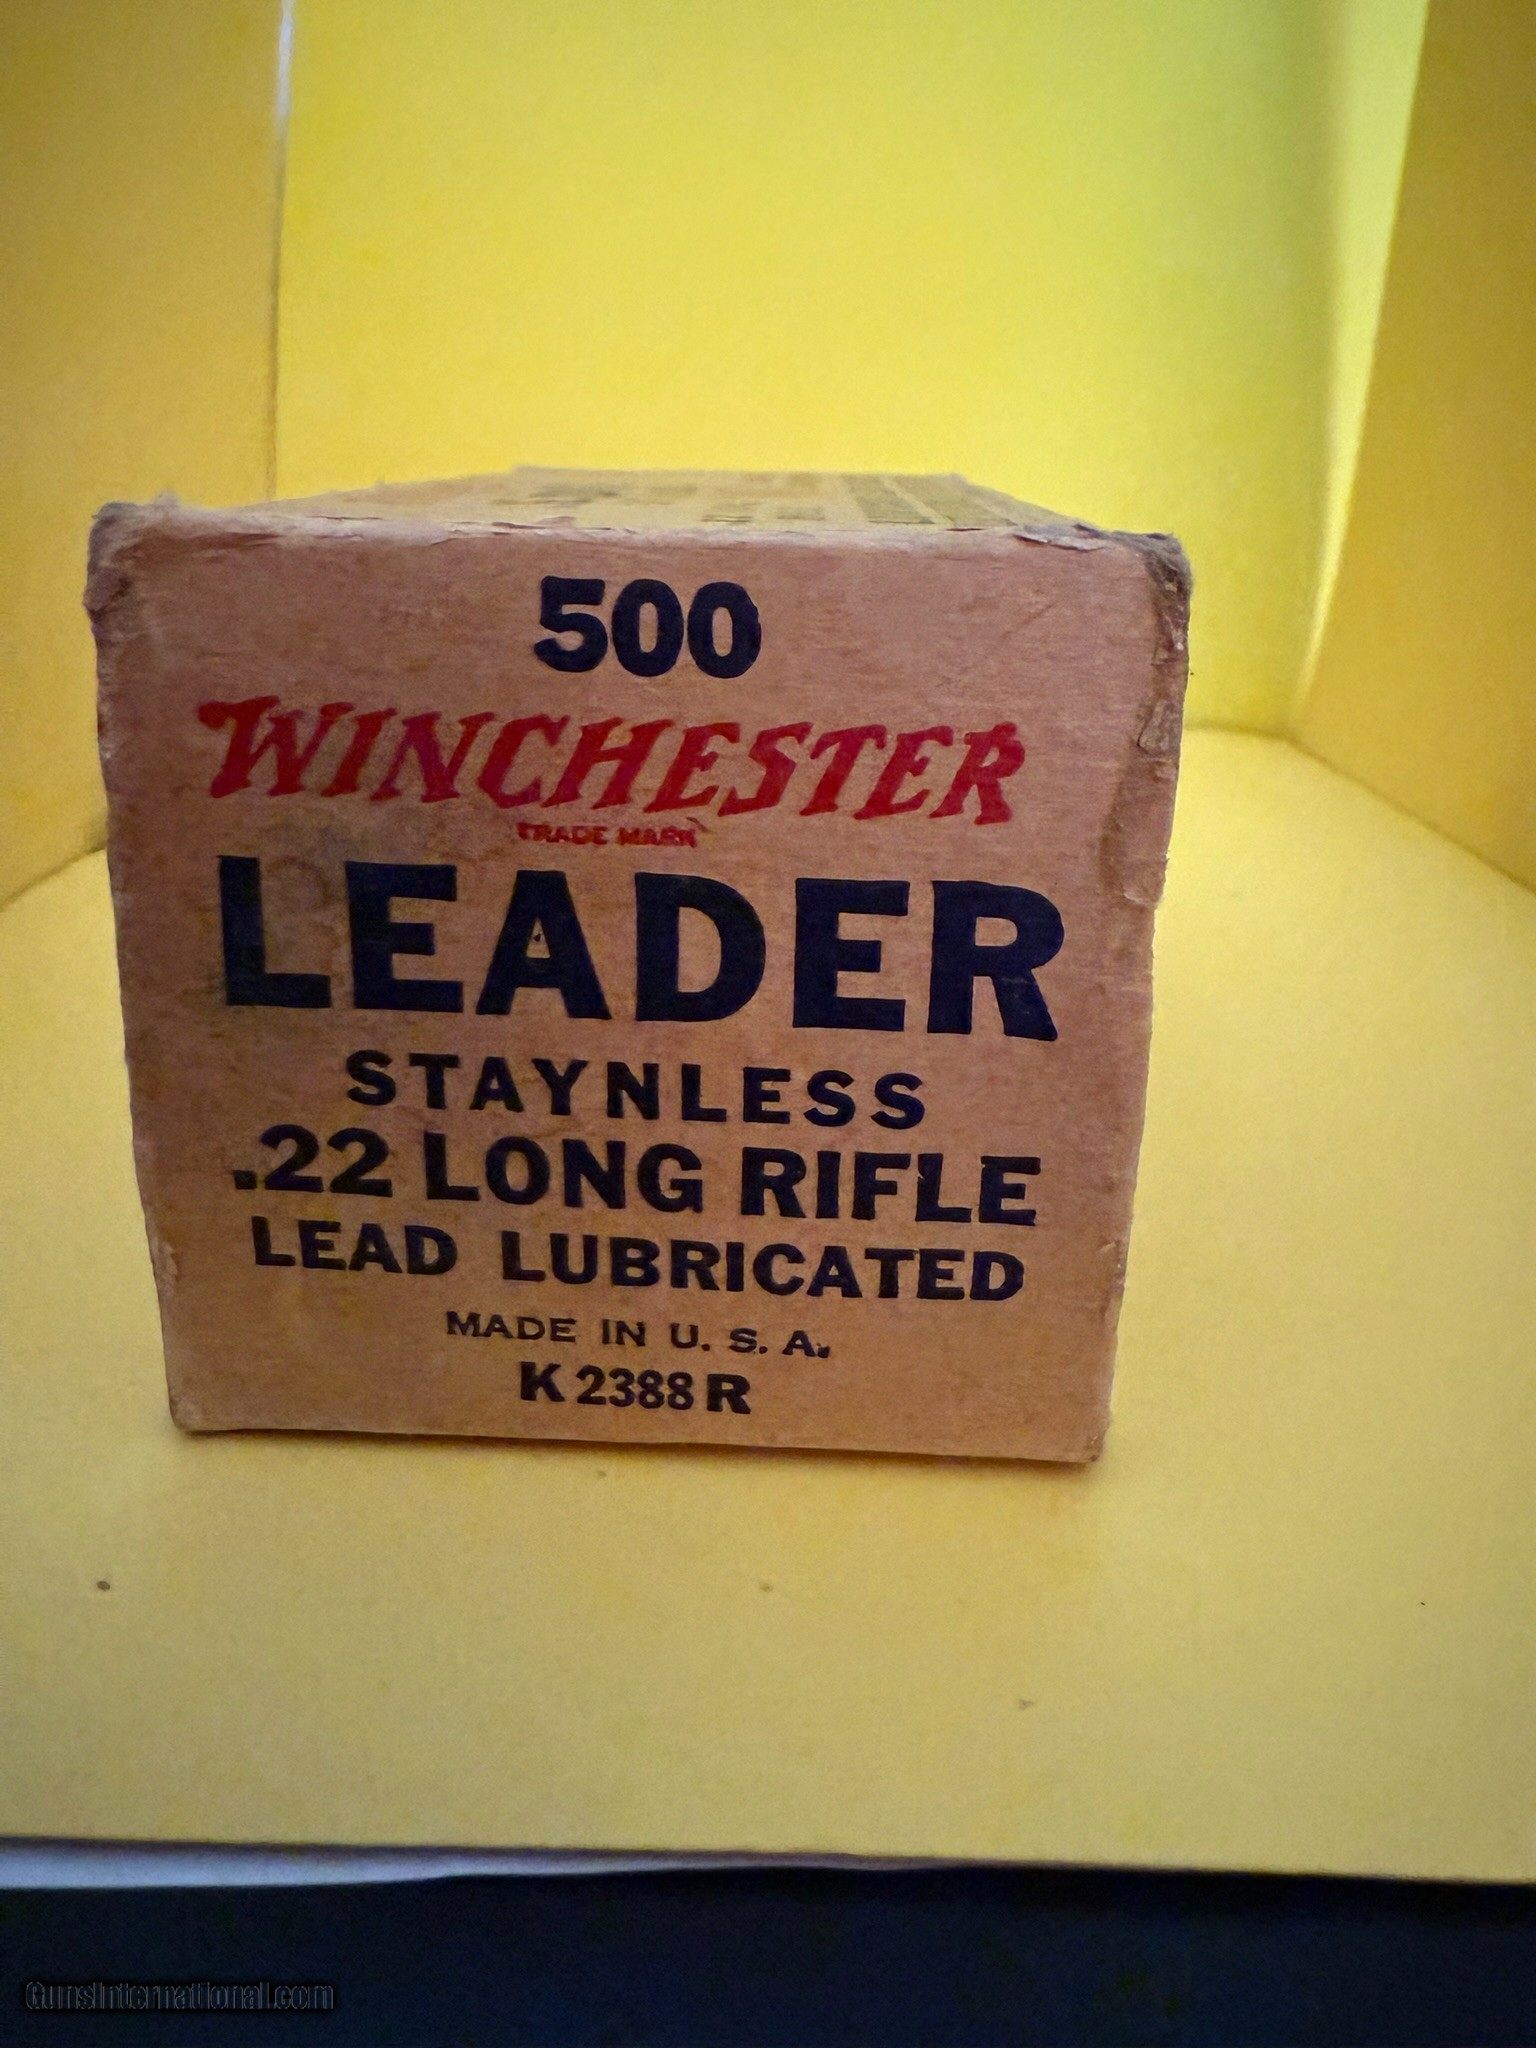 500
WINCHESTER
TRADE MARK
LEADER
STAYNLESS
.22 LONG RIFLE
LEAD LUBRICATED
MADE IN U. S. A.
K 2388 R
GunsInternational.com